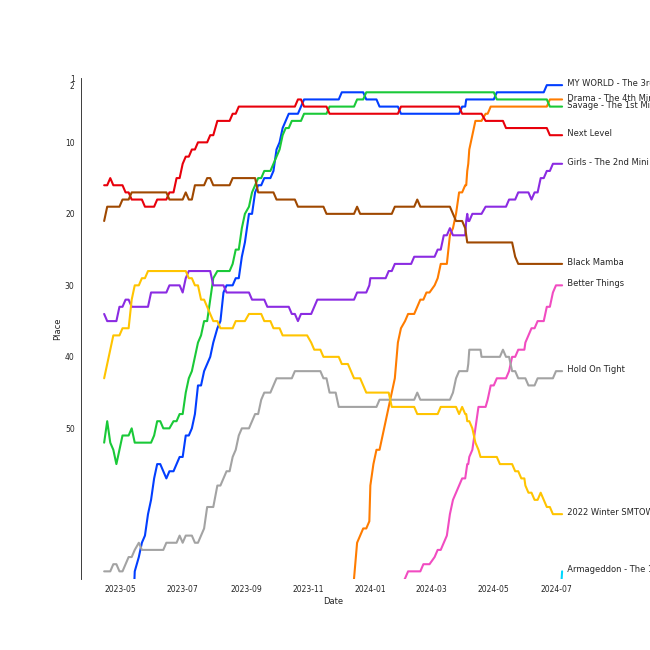 1
2
10
20
30
40
50
Place
2023-05
2023-07
2023-09
2023-11
2024-01
2024-03
2024-05
2024-07
Date
MY WORLD - The 3r
Drama - The 4th Min
Savage - The 1st Mi
Next Level
Girls - The 2nd Mini
Black Mamba
Better Things
Hold On Tight
2022 Winter SMTOW
Armageddon - The 1